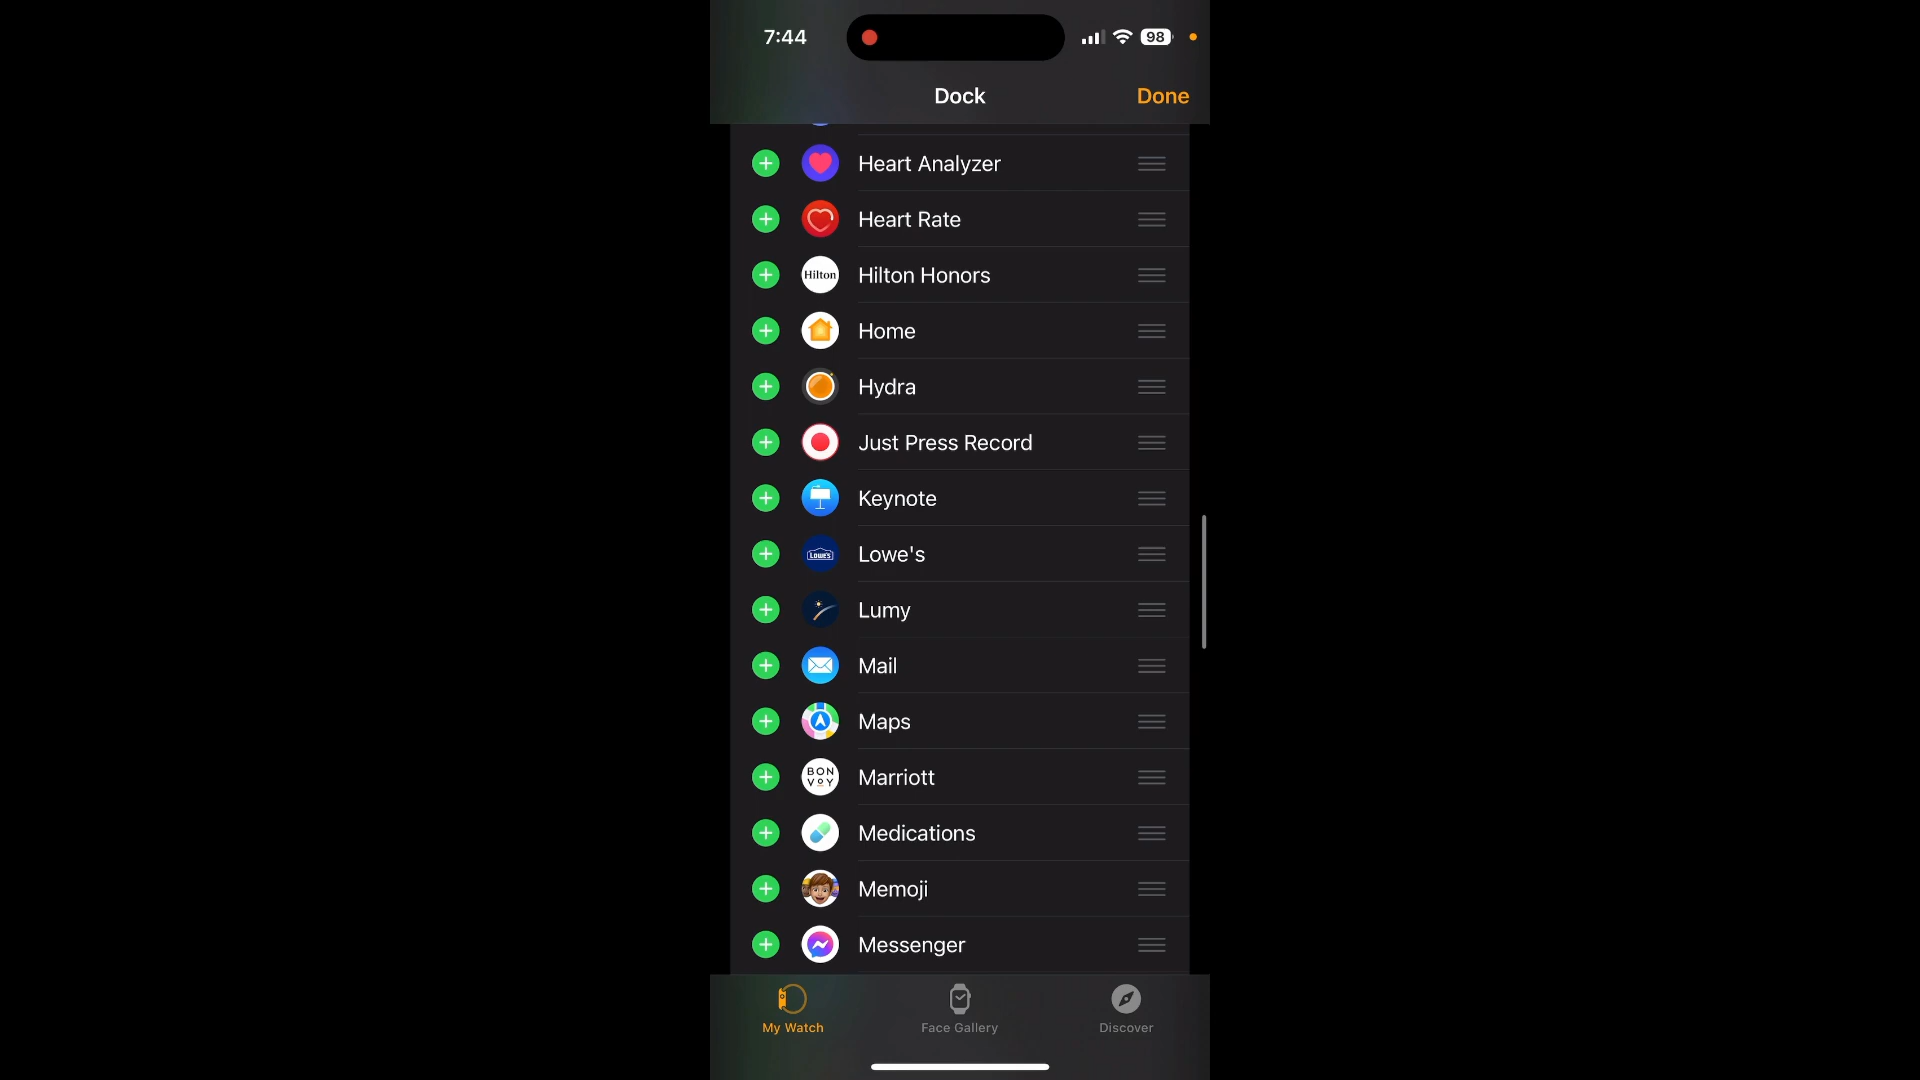 7:44
98
Dock
Done
Heart Analyzer
Heart Rate
Hilton
Hilton Honors
Home
Hydra
Just Press Record
Keynote
LOWE'S
Lowe's
Lumy
Mail
Maps
BON
VOY
Marriott
Medications
Memoji
Messenger
My Watch
Face Gallery
Discover